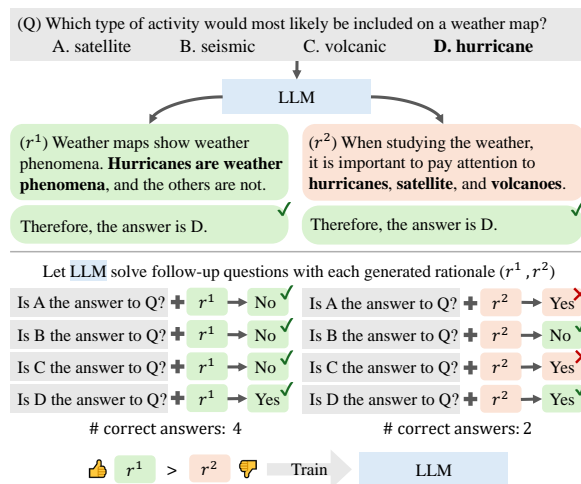 (Q) Which type of activity would most likely be included on a weather map?
A. satellite B. seismic C. volcanic D. hurricane
LLM
(r¹) Weather maps show weather
phenomena. Hurricanes are weather
phenomena, and the others are not.
Therefore, the answer is D.
(r²) When studying the weather,
it is important to pay attention to
hurricanes, satellite, and volcanoes.
Therefore, the answer is D.
Let LLM solve follow-up questions with each generated rationale (r¹ , r²)
Is A the answer to Q? + r¹ → No ✓
Is B the answer to Q? + r¹ → No ✓
Is C the answer to Q? + r¹ → No ✓
Is D the answer to Q? + r¹ → Yes ✓
# correct answers: 4
Is A the answer to Q? + r² → Yes ✗
Is B the answer to Q? + r² → No ✓
Is C the answer to Q? + r² → Yes ✗
Is D the answer to Q? + r² → Yes ✓
# correct answers: 2
👍 r¹ > r² 👎 Train LLM